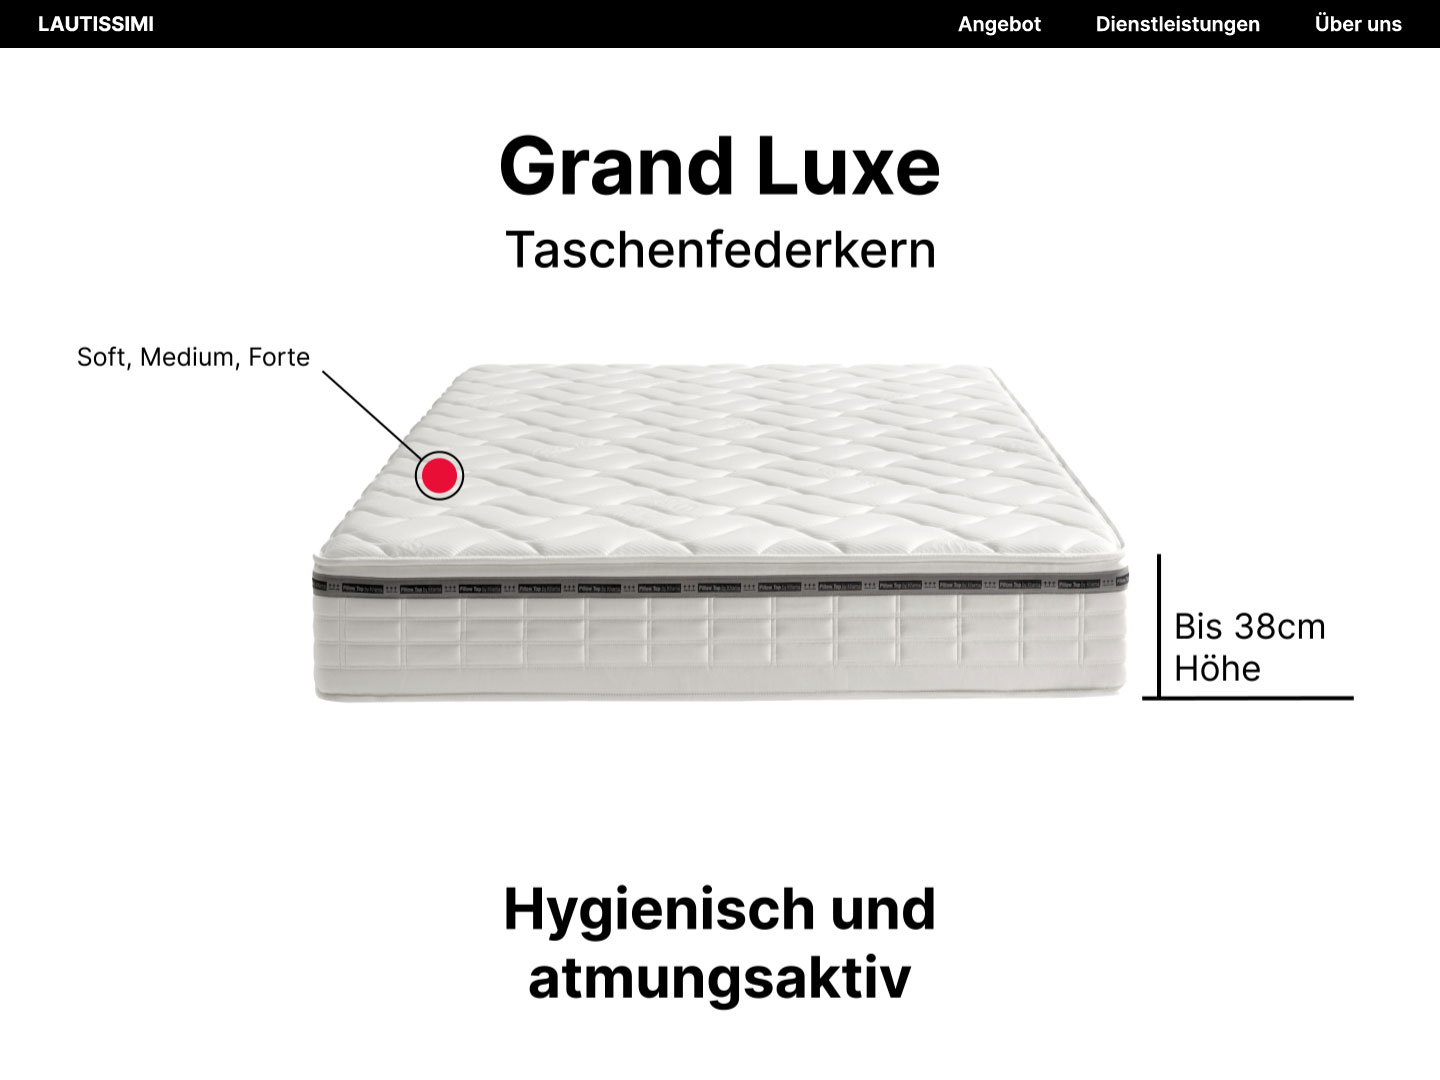 LAUTISSIMI
Angebot Dienstleistungen Über uns
Grand Luxe
Taschenfederkern
Soft, Medium, Forte
Bis 38cm
Höhe
Hygienisch und
atmungsaktiv